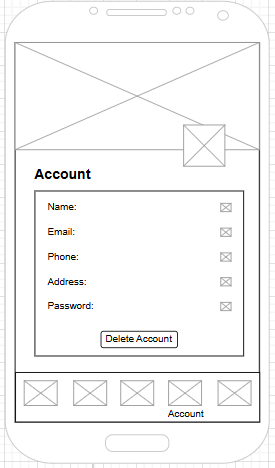 Account
Name:
Email:
Phone:
Address:
Password:
Delete Account
Account